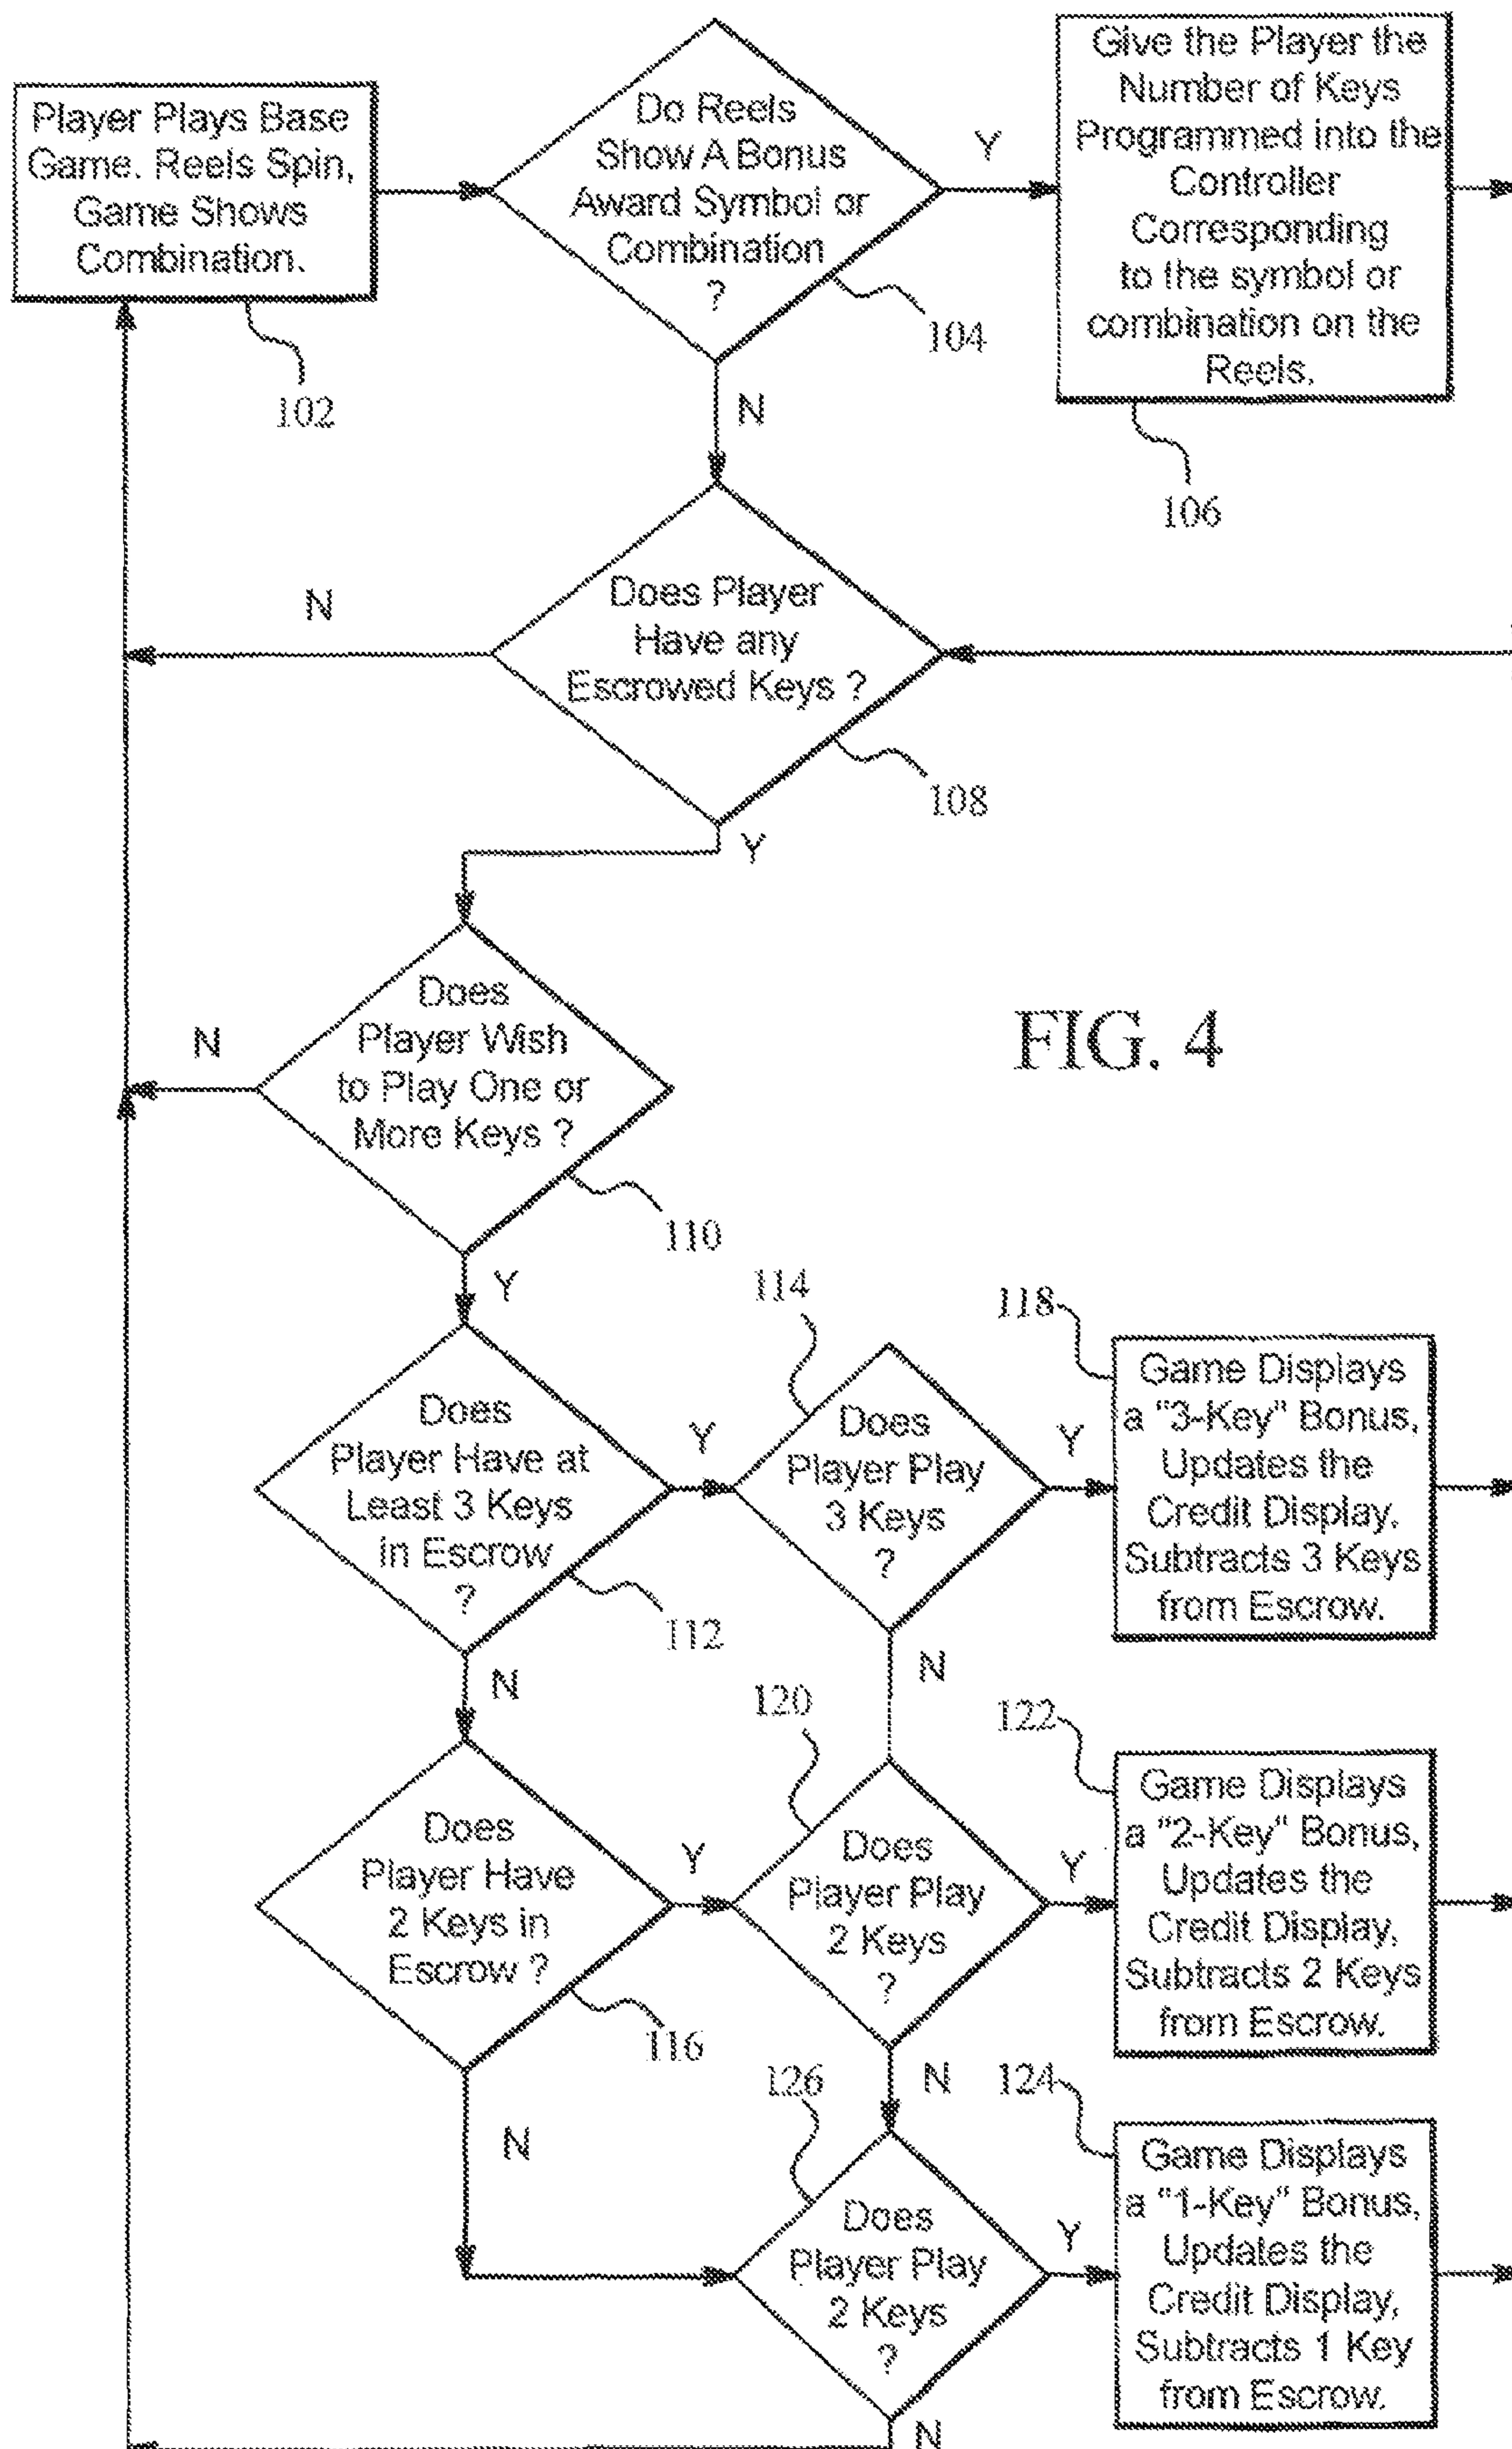 Player Plays Base
Game. Reels Spin,
Game Shows
Combination.
102
Do Reels
Show A Bonus
Award Symbol or
Combination
?
104
Y
N
Give the Player the
Number of Keys
Programmed into the
Controller
Corresponding
to the symbol or
combination on the
Reels.
106
Does Player
Have any
Escrowed Keys ?
108
N
Y
Does
Player Wish
to Play One or
More Keys ?
110
N
Y
FIG. 4
Does
Player Have at
Least 3 Keys
in Escrow
?
112
Y
N
114
Does
Player Play
3 Keys
?
Y
N
118
Game Displays
a "3-Key" Bonus,
Updates the
Credit Display.
Subtracts 3 Keys
from Escrow.
Does
Player Have
2 Keys in
Escrow ?
116
Y
N
120
Does
Player Play
2 Keys
?
Y
N
122
Game Displays
a "2-Key" Bonus,
Updates the
Credit Display,
Subtracts 2 Keys
from Escrow.
126
Does
Player Play
2 Keys
?
Y
N
124
Game Displays
a "1-Key" Bonus,
Updates the
Credit Display,
Subtracts 1 Key
from Escrow.